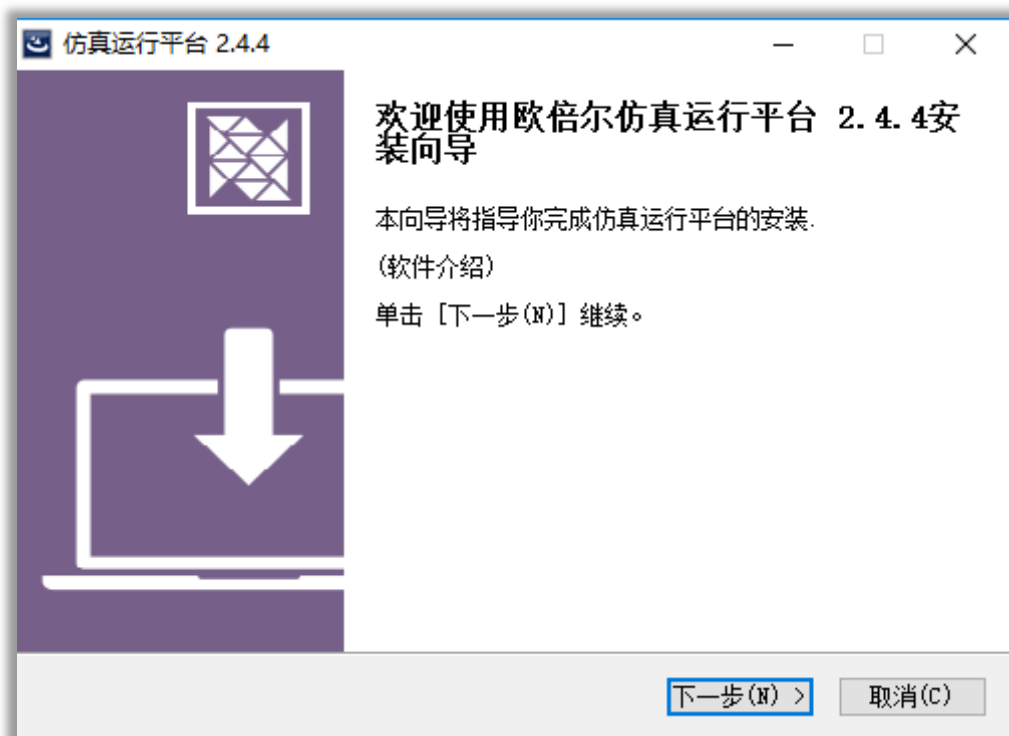 仿真运行平台 2.4.4
欢迎使用欧倍尔仿真运行平台 2.4.4安
装向导
本向导将指导你完成仿真运行平台的安装.
(软件介绍)
单击 [下一步(N)] 继续。
下一步(N) >
取消(C)